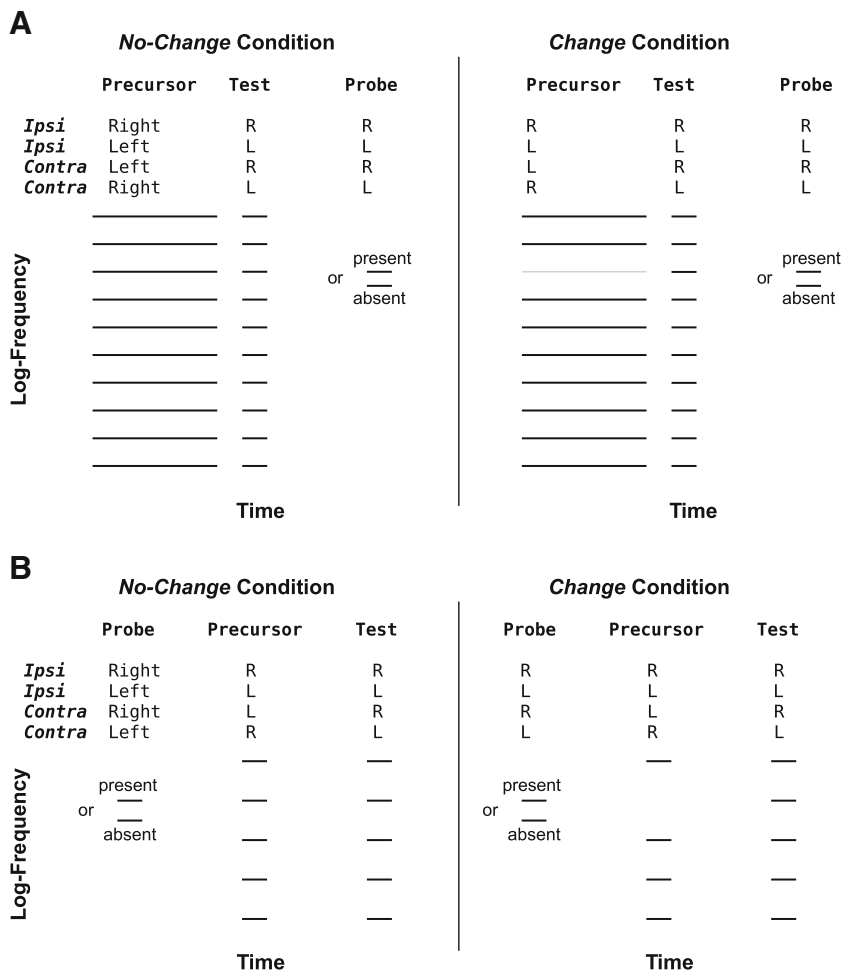 A
No-Change Condition
Change Condition
Precursor Test Probe
Precursor Test Probe
Ipsi Right R R
R R R
Ipsi Left L L
L L L
Contra Left R R
L R R
Contra Right L L
R L L
Log-Frequency
present
or
absent
present
or
absent
Time
Time
B
No-Change Condition
Change Condition
Probe Precursor Test
Probe Precursor Test
Ipsi Right R R
R R R
Ipsi Left L L
L L L
Contra Right L R
R L R
Contra Left R L
L R L
Log-Frequency
present
or
absent
present
or
absent
Time
Time